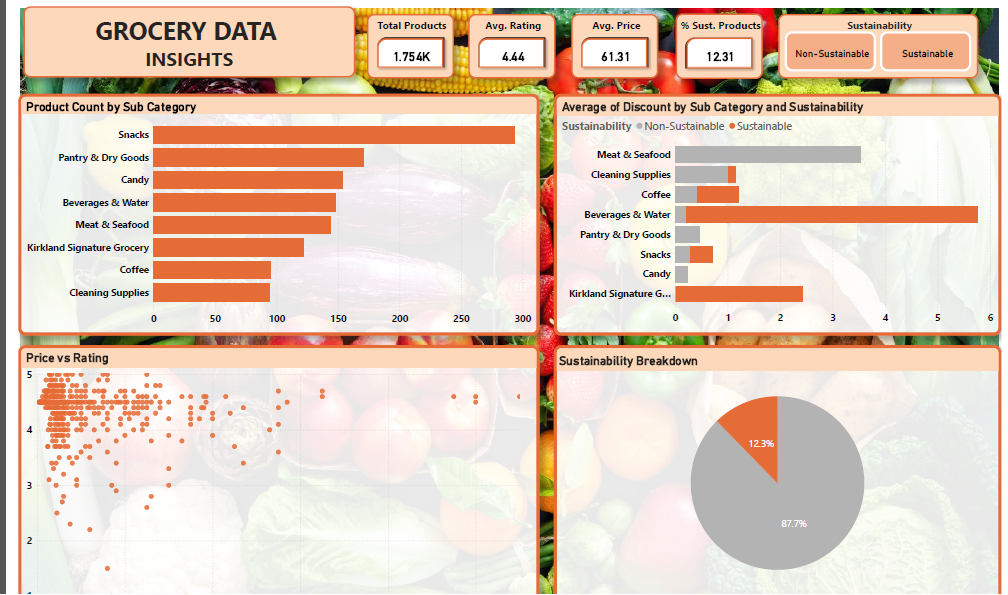 GROCERY DATA
INSIGHTS
Total Products
1.754K
Avg. Rating
4.44
Avg. Price
61.31
% Sust. Products
12.31
Sustainability
Non-Sustainable
Sustainable
Product Count by Sub Category
Snacks
Pantry & Dry Goods
Candy
Beverages & Water
Meat & Seafood
Kirkland Signature Grocery
Coffee
Cleaning Supplies
0 50 100 150 200 250 300
Average of Discount by Sub Category and Sustainability
Sustainability Non-Sustainable Sustainable
Meat & Seafood
Cleaning Supplies
Coffee
Beverages & Water
Pantry & Dry Goods
Snacks
Candy
Kirkland Signature G...
0 1 2 3 4 5 6
Price vs Rating
5
4
3
2
Sustainability Breakdown
12.3%
87.7%